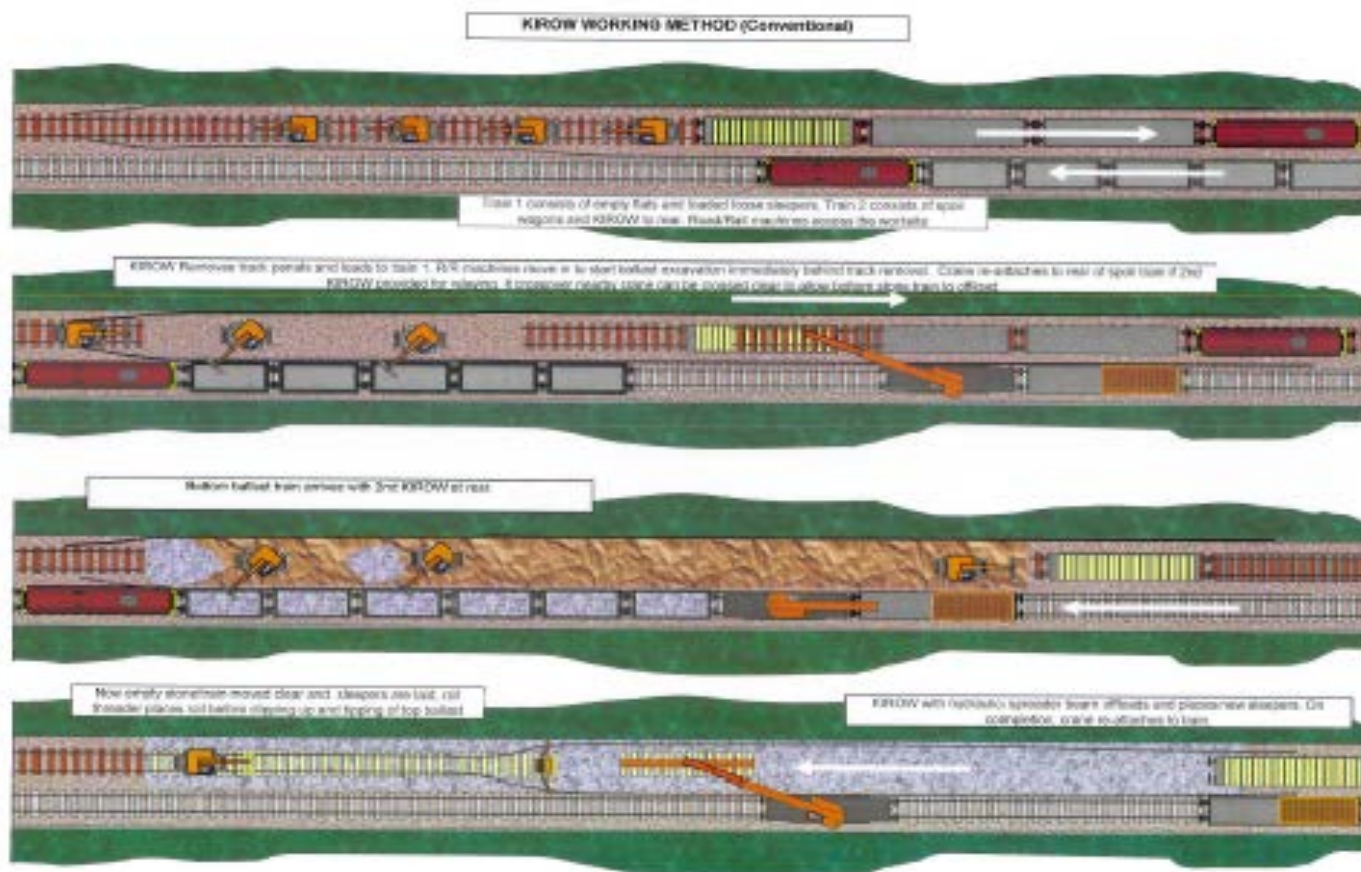 KIROW WORKING METHOD (Conventional)
Train 1 consists of empty flats and loaded loose sleepers. Train 2 consists of spoil
wagons and KIROW to rear. Road/Rail machines access the worksite
KIROW Removes track panels and loads to train 1. R/R machines move in to start ballast excavation immediately behind track removal. Crane re-attaches to rear of spoil train if 2nd
KIROW provided for relaying. If crossover nearby crane can be crossed clear to allow bottom stone train to offload
Bottom ballast train arrives with 2nd KIROW at rear
Now empty stone train moved clear and sleepers are laid, rail
threader places rail before clipping up and tipping of top ballast
KIROW with hydraulic spreader beam offloads and places new sleepers. On
completion, crane re-attaches to train